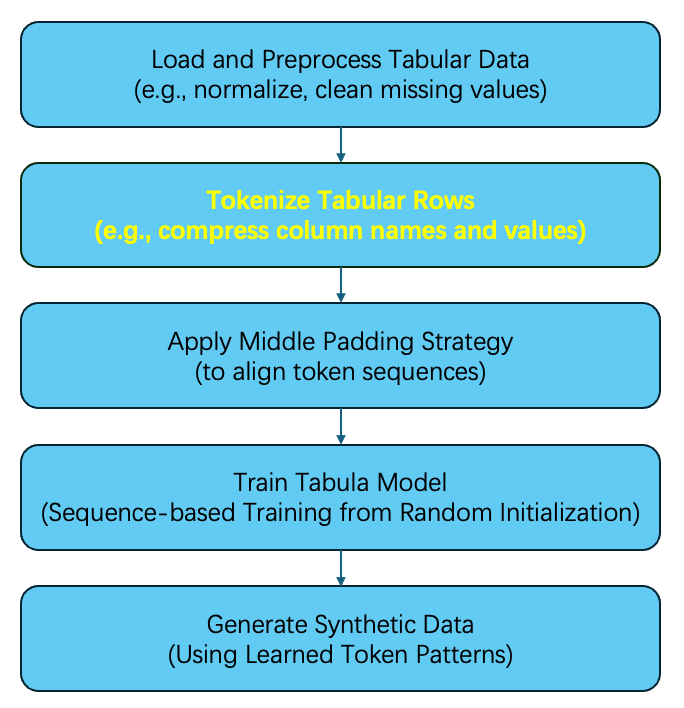 Load and Preprocess Tabular Data
(e.g., normalize, clean missing values)
Tokenize Tabular Rows
(e.g., compress column names and values)
Apply Middle Padding Strategy
(to align token sequences)
Train Tabula Model
(Sequence-based Training from Random Initialization)
Generate Synthetic Data
(Using Learned Token Patterns)